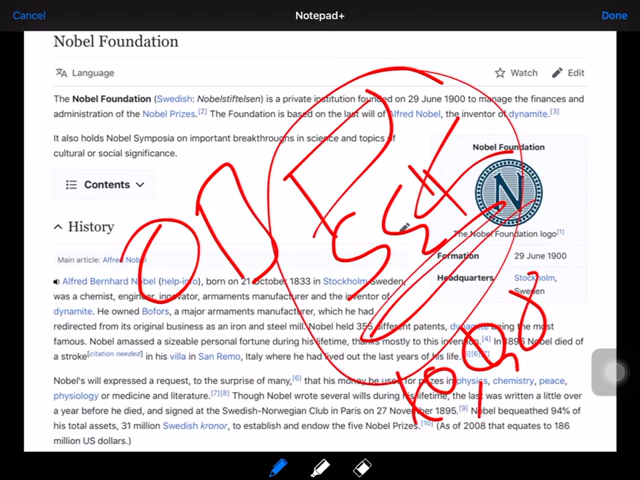 Cancel
Notepad+
Done
Nobel Foundation
Language
Watch
Edit
The Nobel Foundation (Swedish: Nobelstiftelsen) is a private institution founded on 29 June 1900 to manage the finances and
administration of the Nobel Prizes.[2] The Foundation is based on the last will of Alfred Nobel, the inventor of dynamite.[3]
It also holds Nobel Symposia on important breakthroughs in science and topics of
cultural or social significance.
Contents
Nobel Foundation
N
The Nobel Foundation logo[1]
Formation 29 June 1900
Headquarters Stockholm,
Sweden
History
Main article: Alfred Nobel
Alfred Bernhard Nobel (help·info), born on 21 October 1833 in Stockholm, Sweden,
was a chemist, engineer, innovator, armaments manufacturer and the inventor of
dynamite. He owned Bofors, a major armaments manufacturer, which he had
redirected from its original business as an iron and steel mill. Nobel held 355 different patents, dynamite being the most
famous. Nobel amassed a sizeable personal fortune during his lifetime, thanks mostly to this invention.[4] In 1896 Nobel died of
a stroke[citation needed] in his villa in San Remo, Italy where he had lived out the last years of his life.[5][6][7]
Nobel's will expressed a request, to the surprise of many,[6] that his money be used for prizes in physics, chemistry, peace,
physiology or medicine and literature.[7][8] Though Nobel wrote several wills during his lifetime, the last was written a little over
a year before he died, and signed at the Swedish-Norwegian Club in Paris on 27 November 1895.[9] Nobel bequeathed 94% of
his total assets, 31 million Swedish kronor, to establish and endow the five Nobel Prizes.[10] (As of 2008 that equates to 186
million US dollars.)